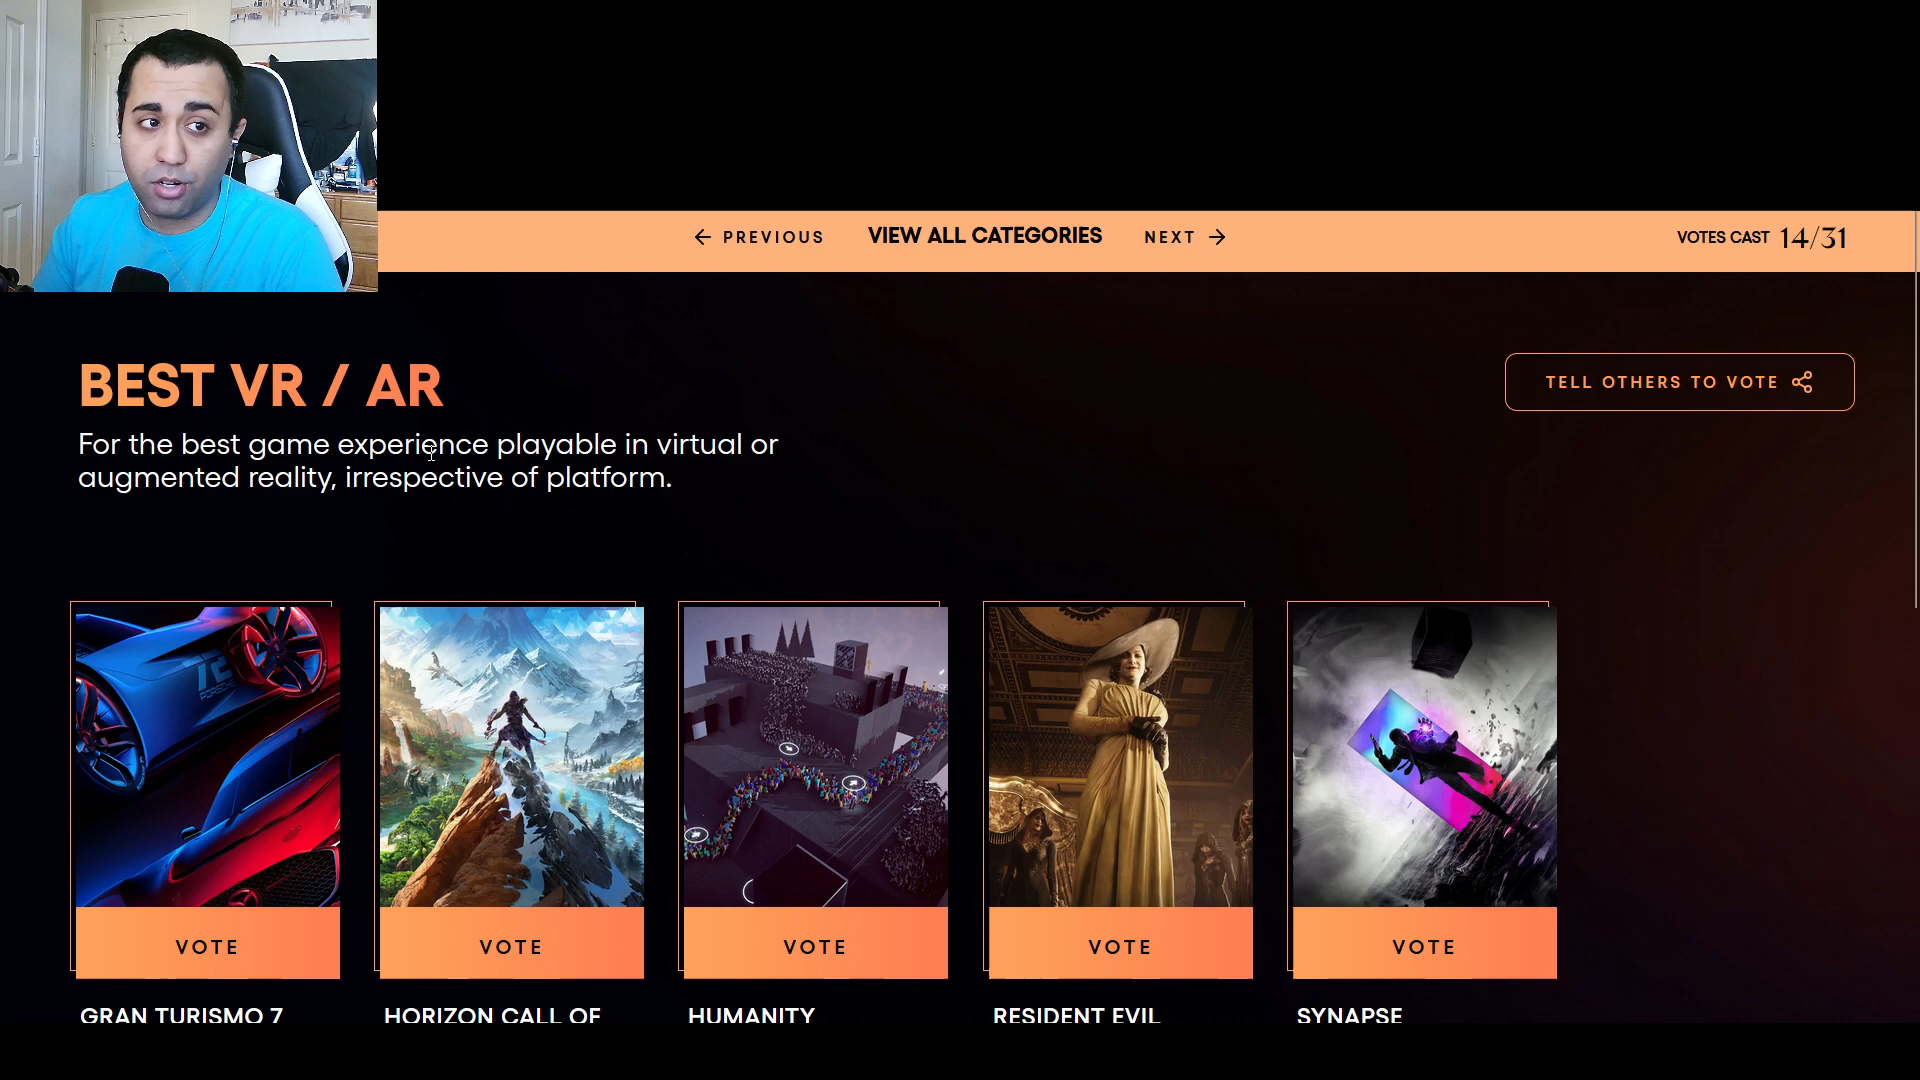 PREVIOUS VIEW ALL CATEGORIES NEXT VOTES CAST 14/31
BEST VR / AR
TELL OTHERS TO VOTE
For the best game experience playable in virtual or
augmented reality, irrespective of platform.
VOTE VOTE VOTE VOTE VOTE
GRAN TURISMO 7 HORIZON CALL OF HUMANITY RESIDENT EVIL SYNAPSE